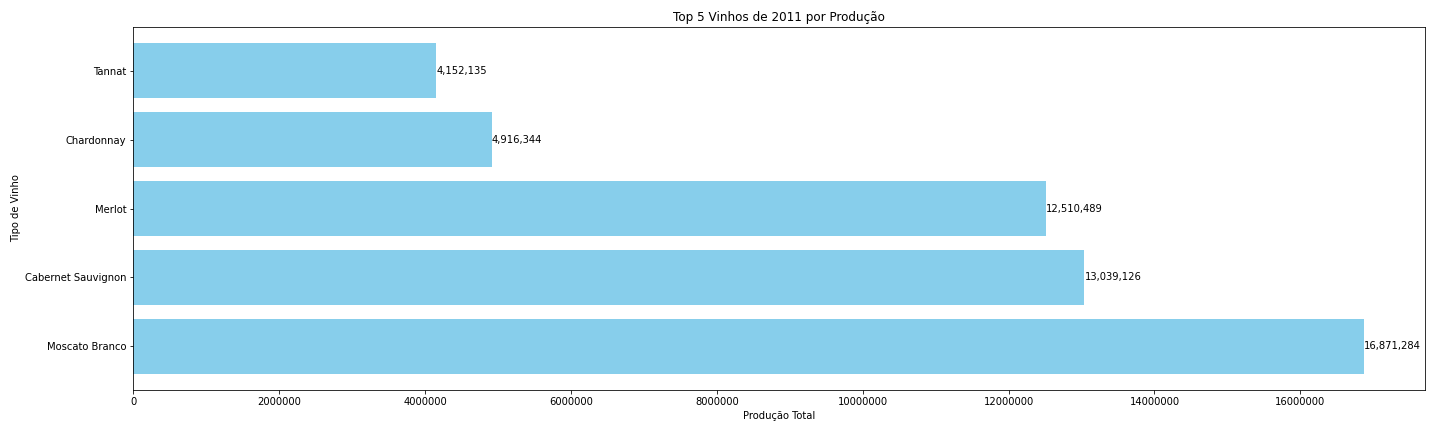 Top 5 Vinhos de 2011 por Produção
Tipo de Vinho
Tannat 4,152,135
Chardonnay 4,916,344
Merlot 12,510,489
Cabernet Sauvignon 13,039,126
Moscato Branco 16,871,284
0 2000000 4000000 6000000 8000000 10000000 12000000 14000000 16000000
Produção Total